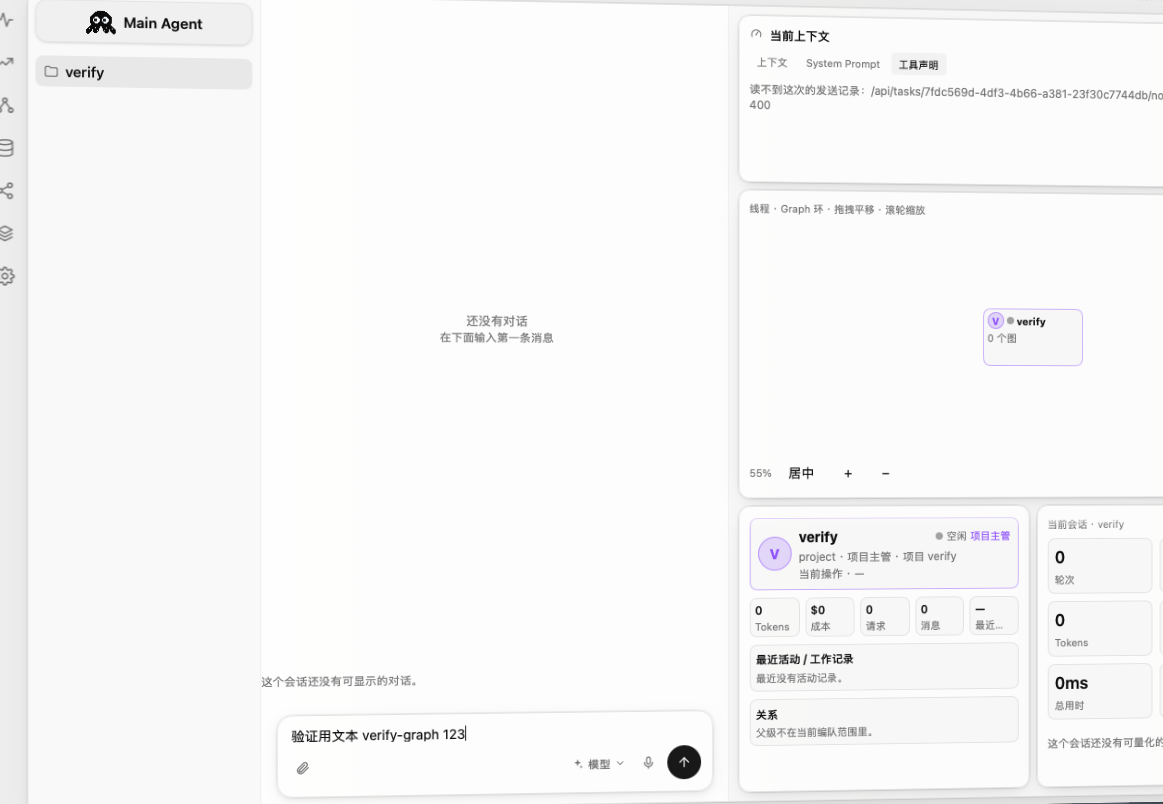 Main Agent
verify
还没有对话
在下面输入第一条消息
这个会话还没有可显示的对话。
验证用文本 verify-graph 123
模型
当前上下文
上下文 System Prompt 工具声明
读不到这次的发送记录：/api/tasks/7fdc569d-4df3-4b66-a381-23f30c7744db/no
400
线程 · Graph 环 · 拖拽平移 · 滚轮缩放
V verify
0 个图
55% 居中 + −
V
verify
空闲 项目主管
project · 项目主管 · 项目 verify
当前操作 · —
0 $0 0 0 —
Tokens 成本 请求 消息 最近...
最近活动 / 工作记录
最近没有活动记录。
关系
父级不在当前编队范围里。
当前会话 · verify
0
轮次
0
Tokens
0ms
总用时
这个会话还没有可量化的